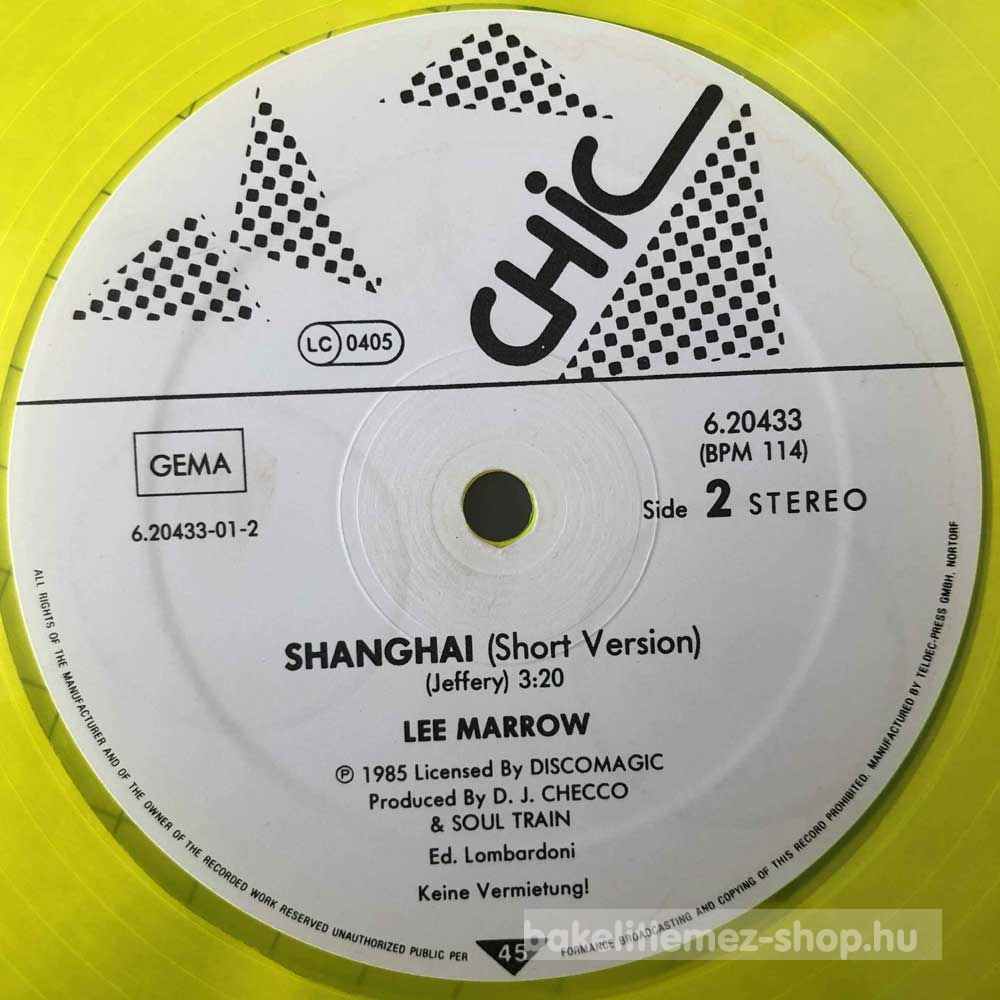 CHIC
LC 0405
GEMA
6.20433-01-2
6.20433
(BPM 114)
Side 2 STEREO
SHANGHAI (Short Version)
(Jeffery) 3:20
LEE MARROW
℗ 1985 Licensed By DISCOMAGIC
Produced By D. J. CHECCO
& SOUL TRAIN
Ed. Lombardoni
Keine Vermietung!
ALL RIGHTS OF THE MANUFACTURER AND OF THE OWNER OF THE RECORDED WORK RESERVED UNAUTHORIZED PUBLIC PER
45
FORMANCE BROADCASTING AND COPYING OF THIS RECORD PROHIBITED. MANUFACTURED BY TELDEC-PRESS GMBH, NORTORF
bakelitlemez-shop.hu